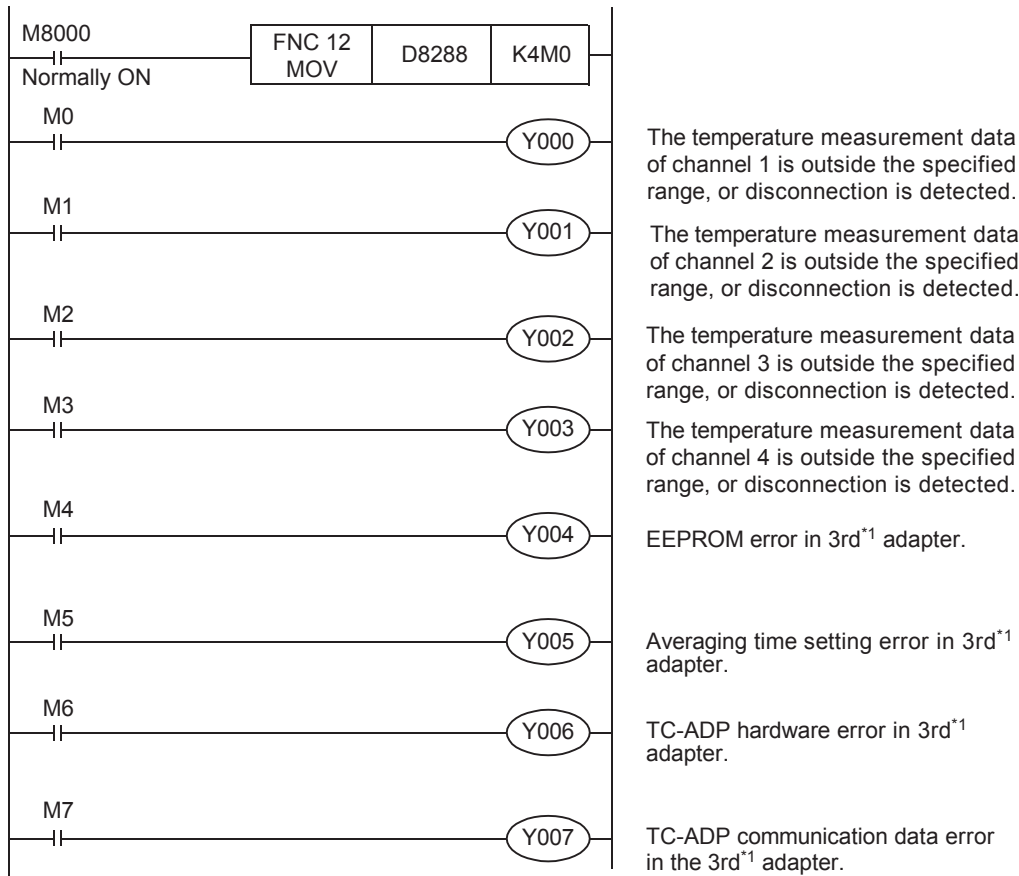 M8000
FNC 12
MOV
D8288
K4M0
Normally ON
M0
Y000
The temperature measurement data
of channel 1 is outside the specified
range, or disconnection is detected.
M1
Y001
The temperature measurement data
of channel 2 is outside the specified
range, or disconnection is detected.
M2
Y002
The temperature measurement data
of channel 3 is outside the specified
range, or disconnection is detected.
M3
Y003
The temperature measurement data
of channel 4 is outside the specified
range, or disconnection is detected.
M4
Y004
EEPROM error in 3rd*1 adapter.
M5
Y005
Averaging time setting error in 3rd*1
adapter.
M6
Y006
TC-ADP hardware error in 3rd*1
adapter.
M7
Y007
TC-ADP communication data error
in the 3rd*1 adapter.